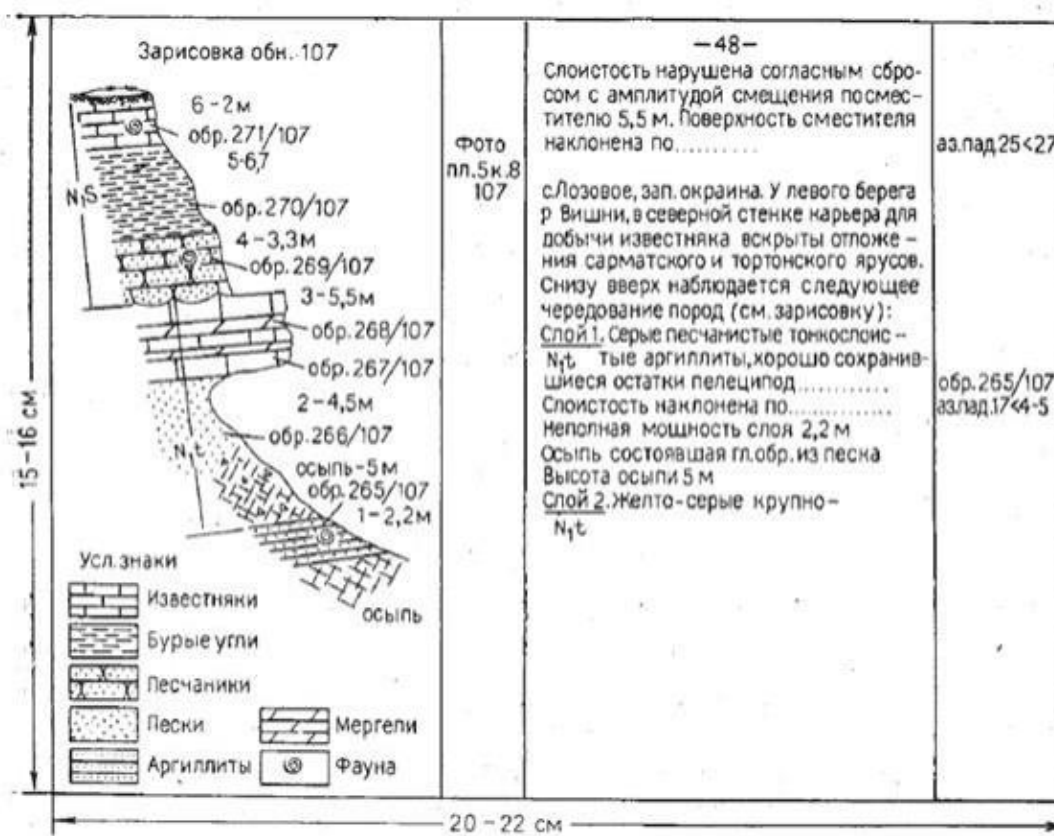 Зарисовка обн. 107
6-2м
обр. 271/107
5-6,7
N₁S
обр. 270/107
4-3,3м
обр. 269/107
3-5,5м
обр. 268/107
обр. 267/107
2-4,5м
обр. 266/107
N₁t
осыпь-5м
обр. 265/107
1-2,2м
осыпь
Усл. знаки
Известняки
Бурые угли
Песчаники
Пески
Аргиллиты
Мергели
Фауна
Фото
пл.5к.8
107
-48-
Слоистость нарушена согласным сбро-
сом с амплитудой смещения посмес-
тителю 5,5 м. Поверхность сместителя
наклонена по..........
аз.пад.25<27
с.Лозовое, зап. окраина. У левого берега
р Вишни, в северной стенке карьера для
добычи известняка вскрыты отложе-
ния сарматского и тортонского ярусов.
Снизу вверх наблюдается следующее
чередование пород (см. зарисовку):
Слой 1. Серые песчанистые тонкослоис-
N₁t тые аргиллиты, хорошо сохранив-
шиеся остатки пелеципод............
обр. 265/107
Слоистость наклонена по.............
аз.пад.17<4-5
Неполная мощность слоя 2,2 м
Осыпь состоявшая гл.обр. из песка
Высота осыпи 5 м
Слой 2. Желто-серые крупно-
N₁t
15-16 см
20-22 см